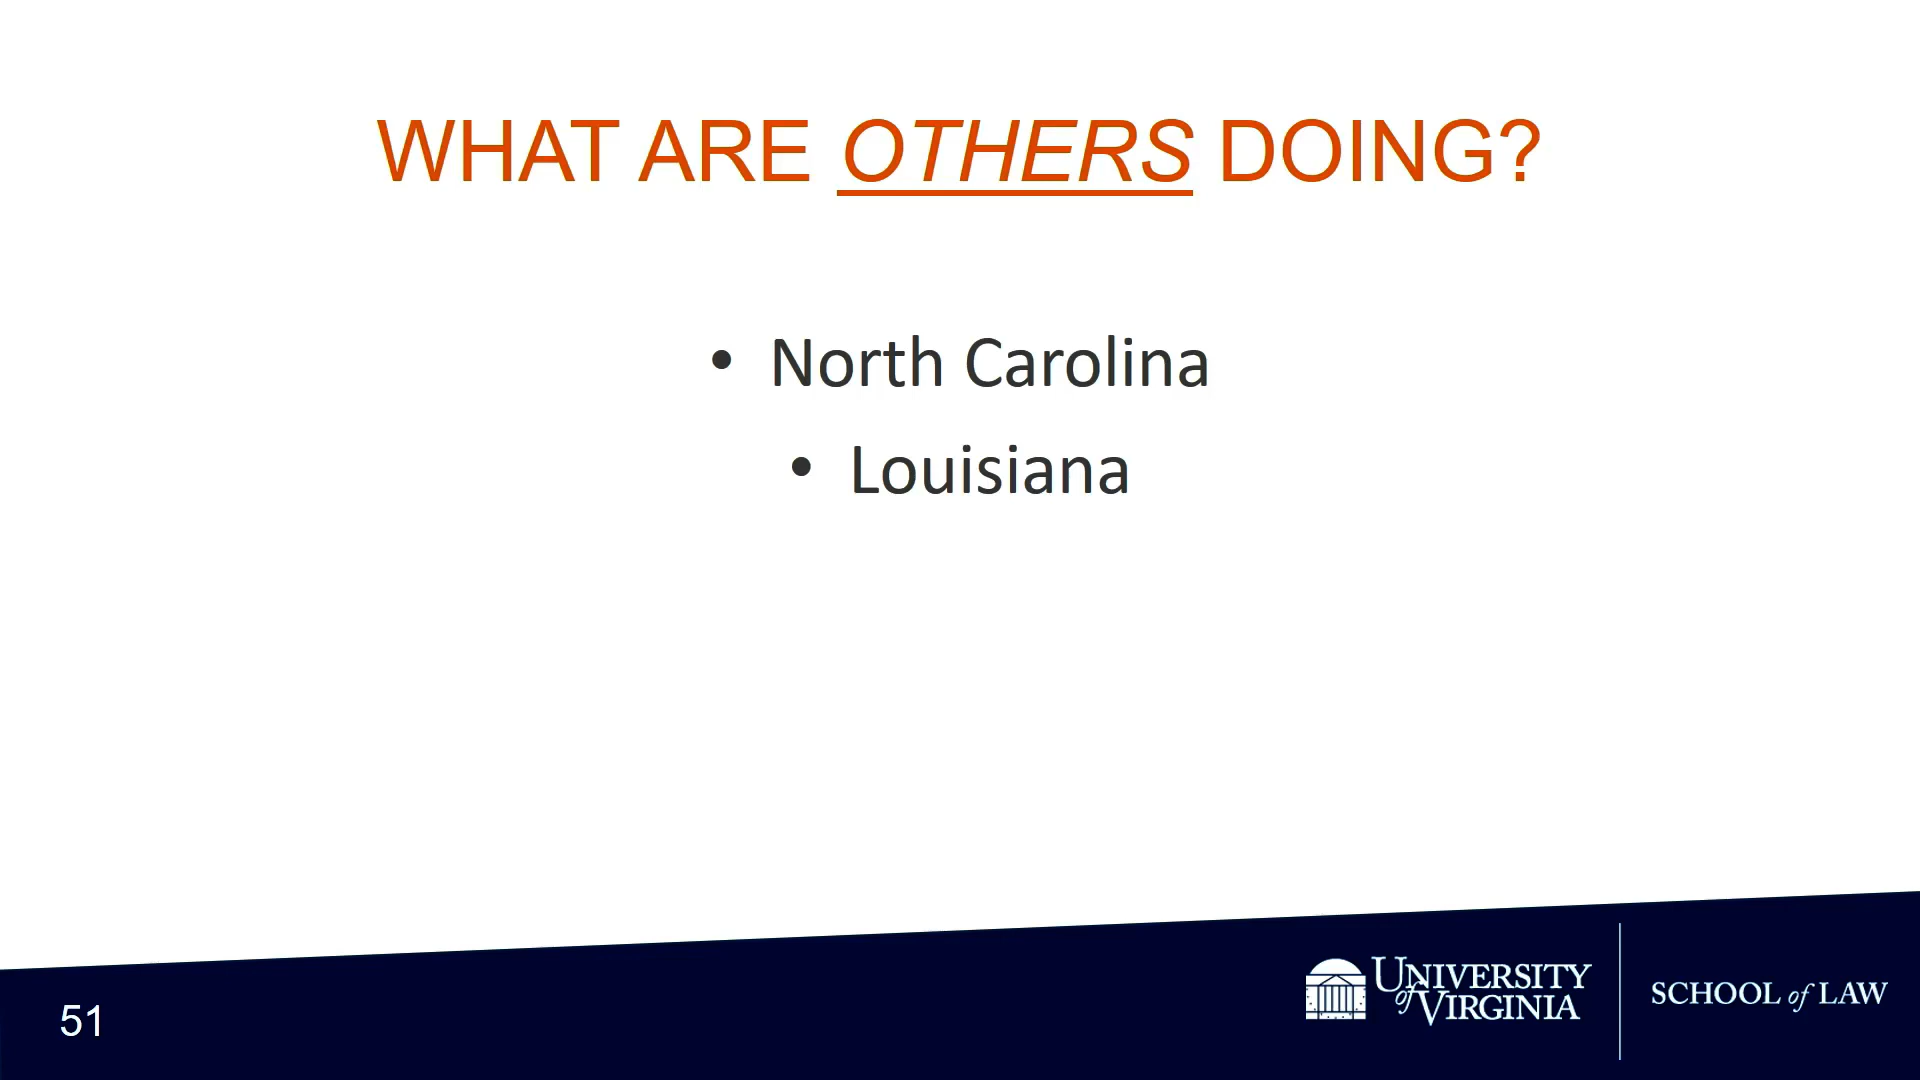 WHAT ARE OTHERS DOING?
• North Carolina
• Louisiana
51
UNIVERSITY
of VIRGINIA
SCHOOL of LAW